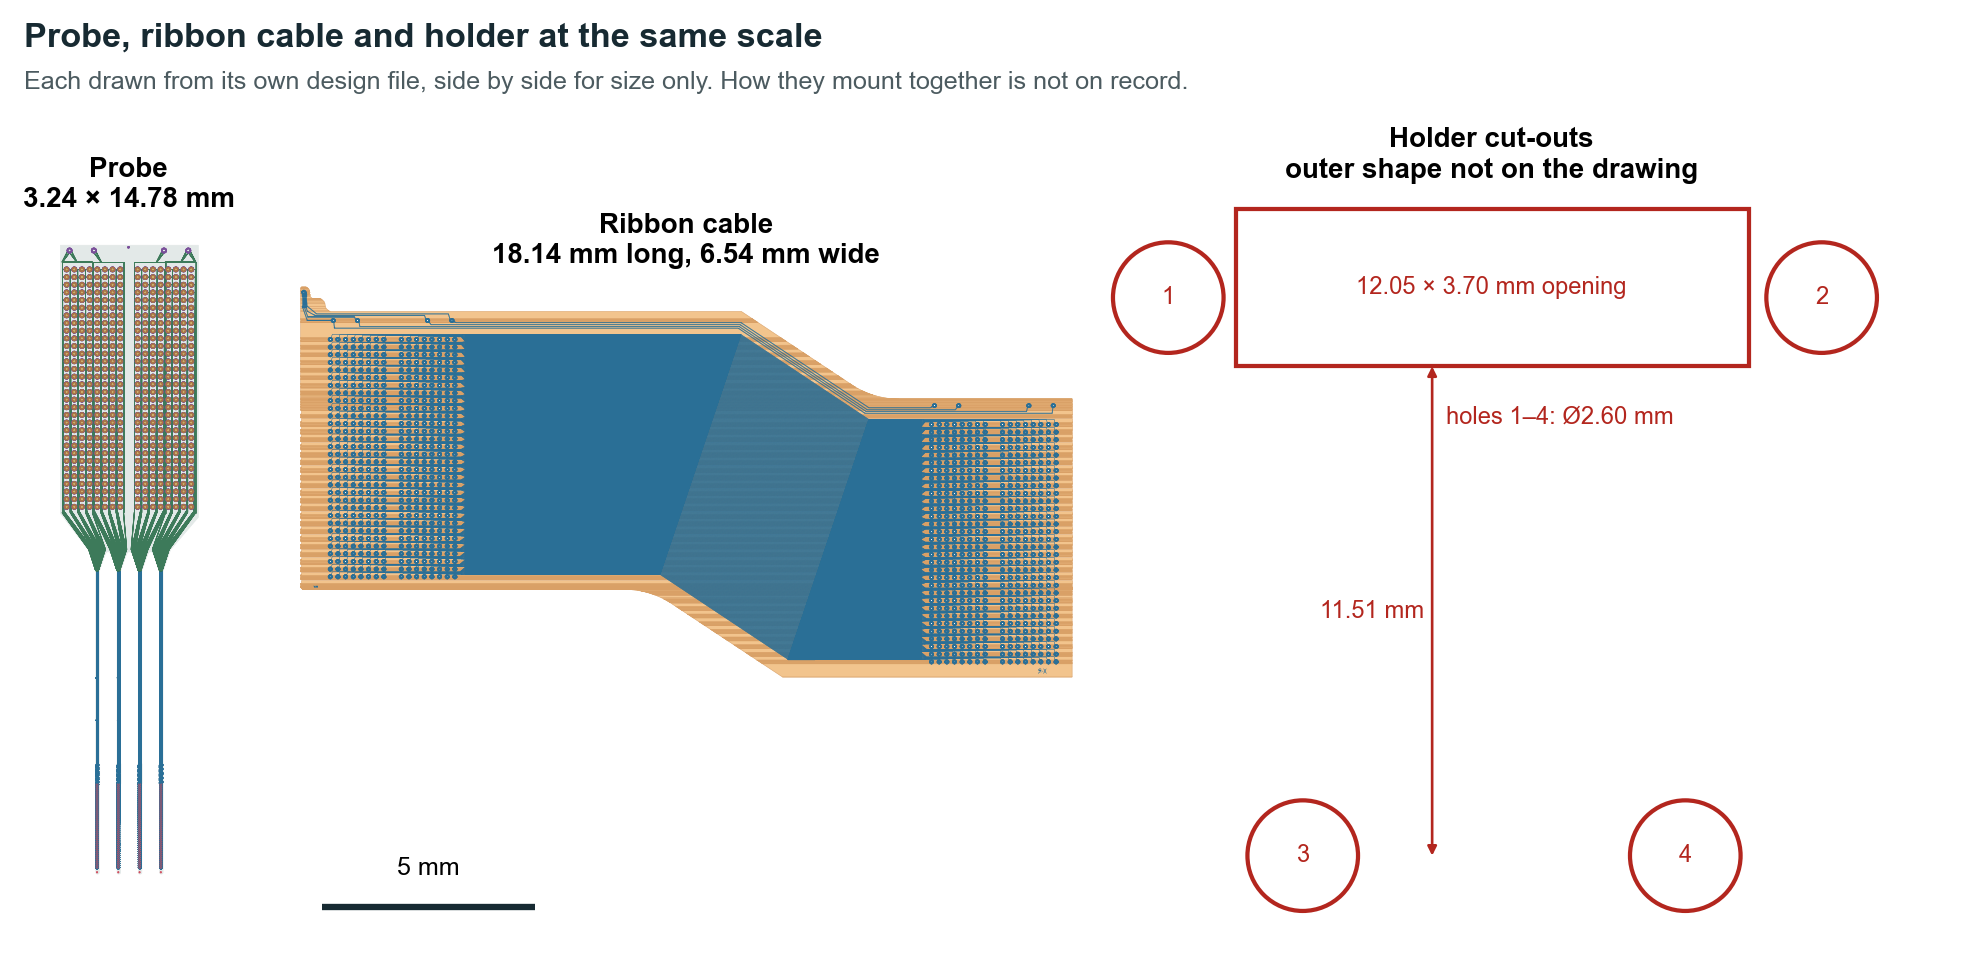 Probe, ribbon cable and holder at the same scale
Each drawn from its own design file, side by side for size only. How they mount together is not on record.
Probe
3.24 × 14.78 mm
Ribbon cable
18.14 mm long, 6.54 mm wide
Holder cut-outs
outer shape not on the drawing
1
12.05 × 3.70 mm opening
2
holes 1–4: Ø2.60 mm
11.51 mm
3
4
5 mm